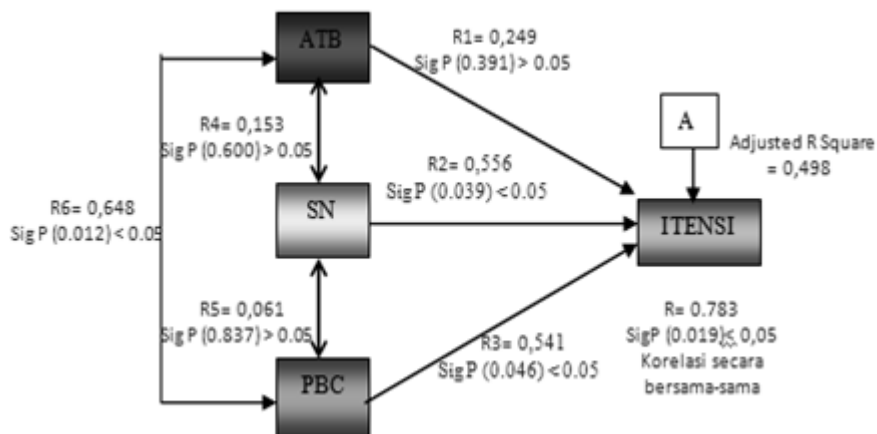 ATB
R1= 0,249
Sig P (0.391) > 0.05
R4= 0,153
Sig P (0.600) > 0.05
R2= 0,556
Sig P (0.039) < 0.05
A
Adjusted R Square
= 0,498
R6= 0,648
Sig P (0.012) < 0.05
SN
ITENSI
R5= 0,061
Sig P (0.837) > 0.05
R3= 0,541
Sig P (0.046) < 0.05
PBC
R= 0.783
SigP (0.019)< 0,05
Korelasi secara
bersama-sama